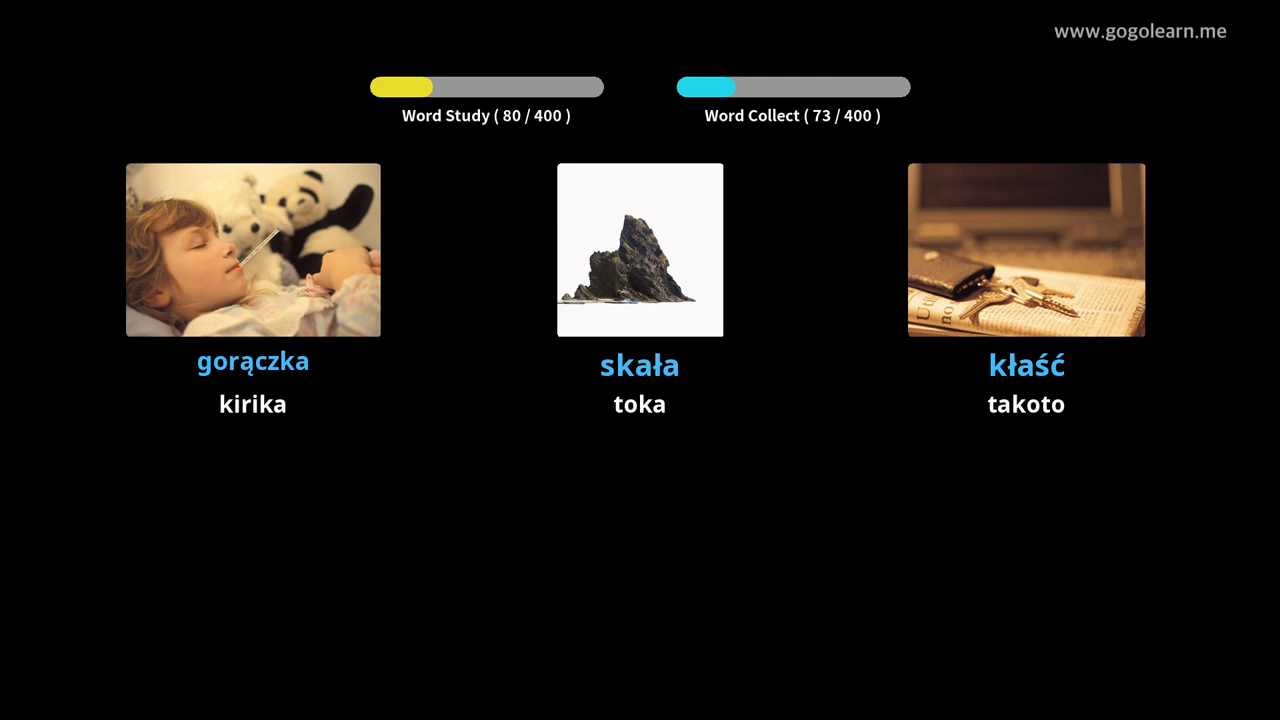 www.gogolearn.me
Word Study ( 80 / 400 )
Word Collect ( 73 / 400 )
gorączka
skała
kłaść
kirika
toka
takoto